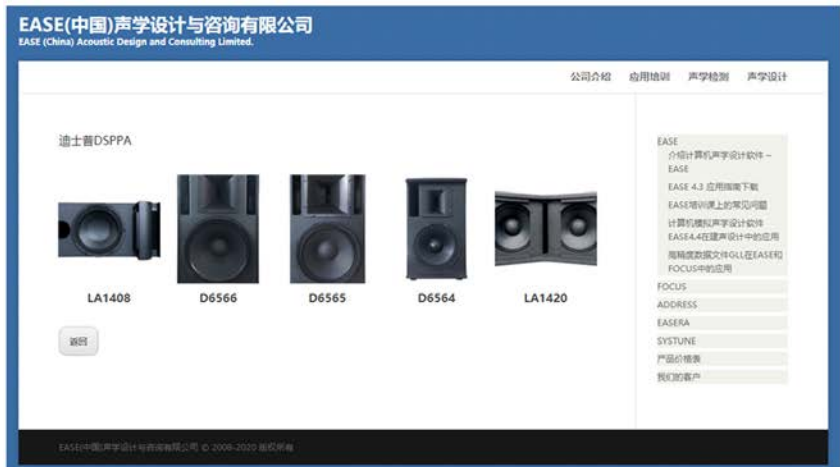 EASE(中国)声学设计与咨询有限公司
EASE (China) Acoustic Design and Consulting Limited.
公司介绍 应用培训 声学检测 声学设计
迪士普DSPPA
LA1408 D6566 D6565 D6564 LA1420
返回
EASE
介绍计算机声学设计软件 –
EASE
EASE 4.3 应用指南下载
EASE培训课上的常见问题
计算机模拟声学设计软件
EASE4.4在建声设计中的应用
高精度数据文件GLL在EASE和
FOCUS中的应用
FOCUS
ADDRESS
EASERA
SYSTUNE
产品价格表
我们的客户
EASE(中国)声学设计与咨询有限公司 © 2008-2020 版权所有